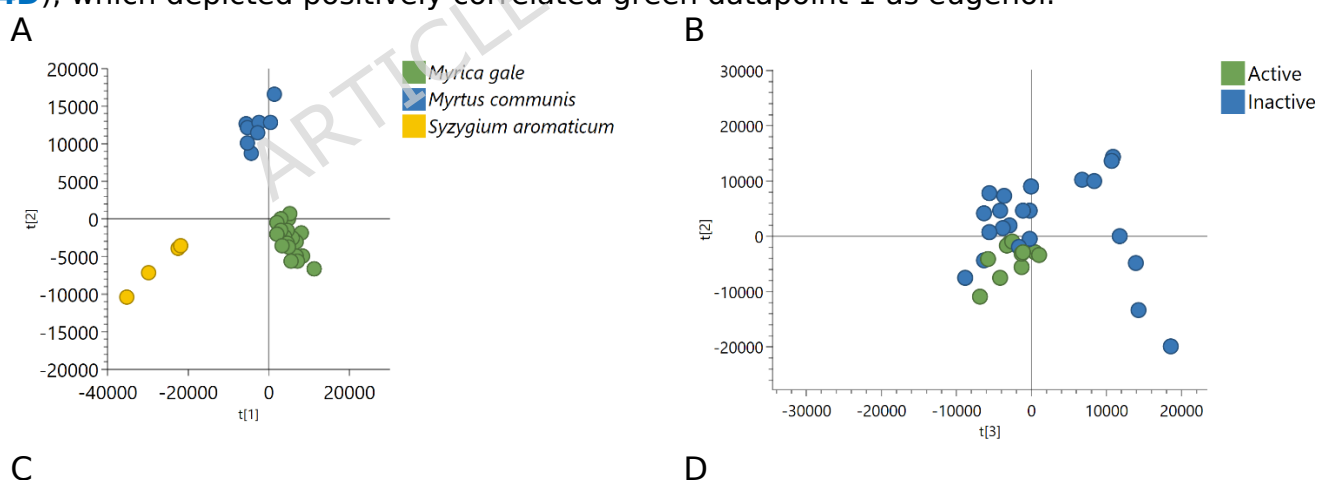 4D), which depicted positively correlated green datapoint 1 as eugenol.
A
B
ARTICLE
20000
15000
10000
5000
0
-5000
-10000
-15000
-20000
t[2]
-40000 -20000 0 20000
t[1]
Myrica gale
Myrtus communis
Syzygium aromaticum
30000
20000
10000
0
-10000
-20000
t[2]
-30000 -20000 -10000 0 10000 20000
t[3]
Active
Inactive
C
D